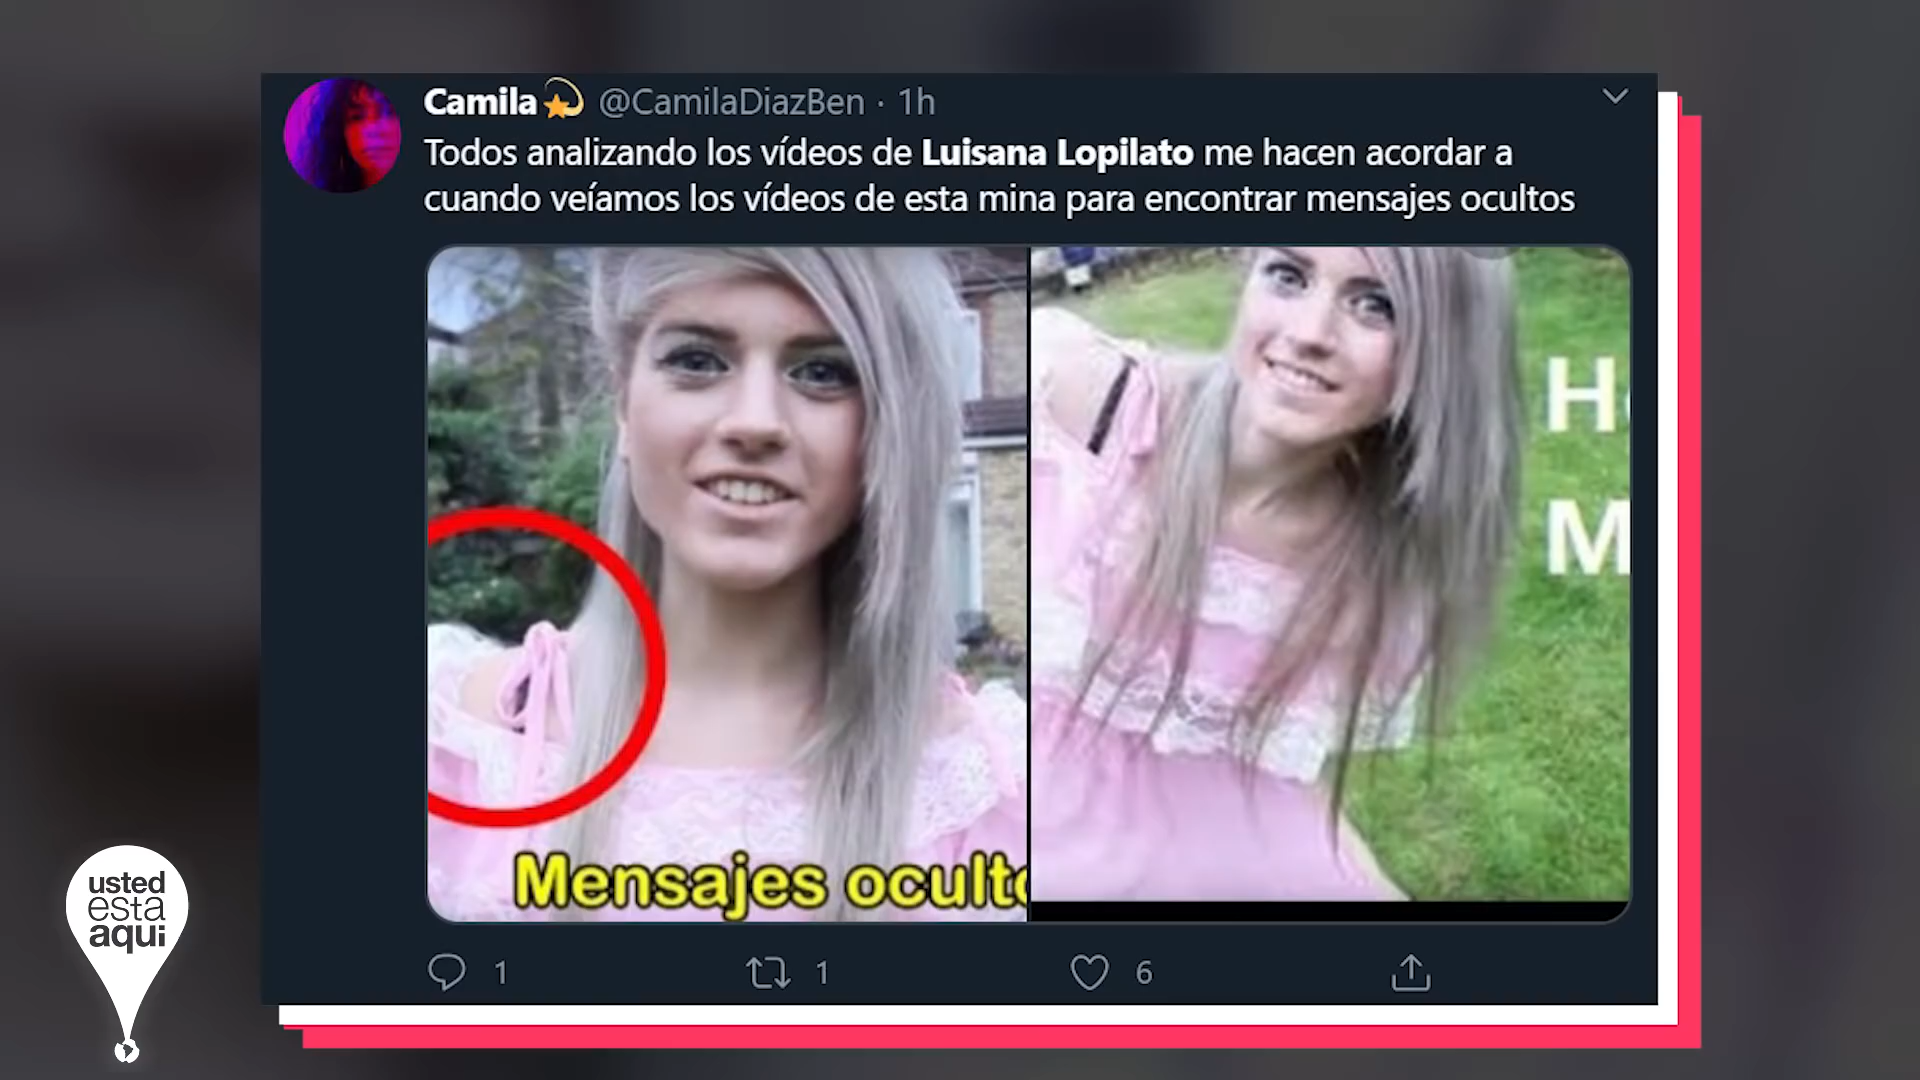 Camila @CamilaDiazBen · 1h
Todos analizando los vídeos de Luisana Lopilato me hacen acordar a
cuando veíamos los vídeos de esta mina para encontrar mensajes ocultos
H
M
Mensajes oculto
1 1 6
usted
esta
aqui